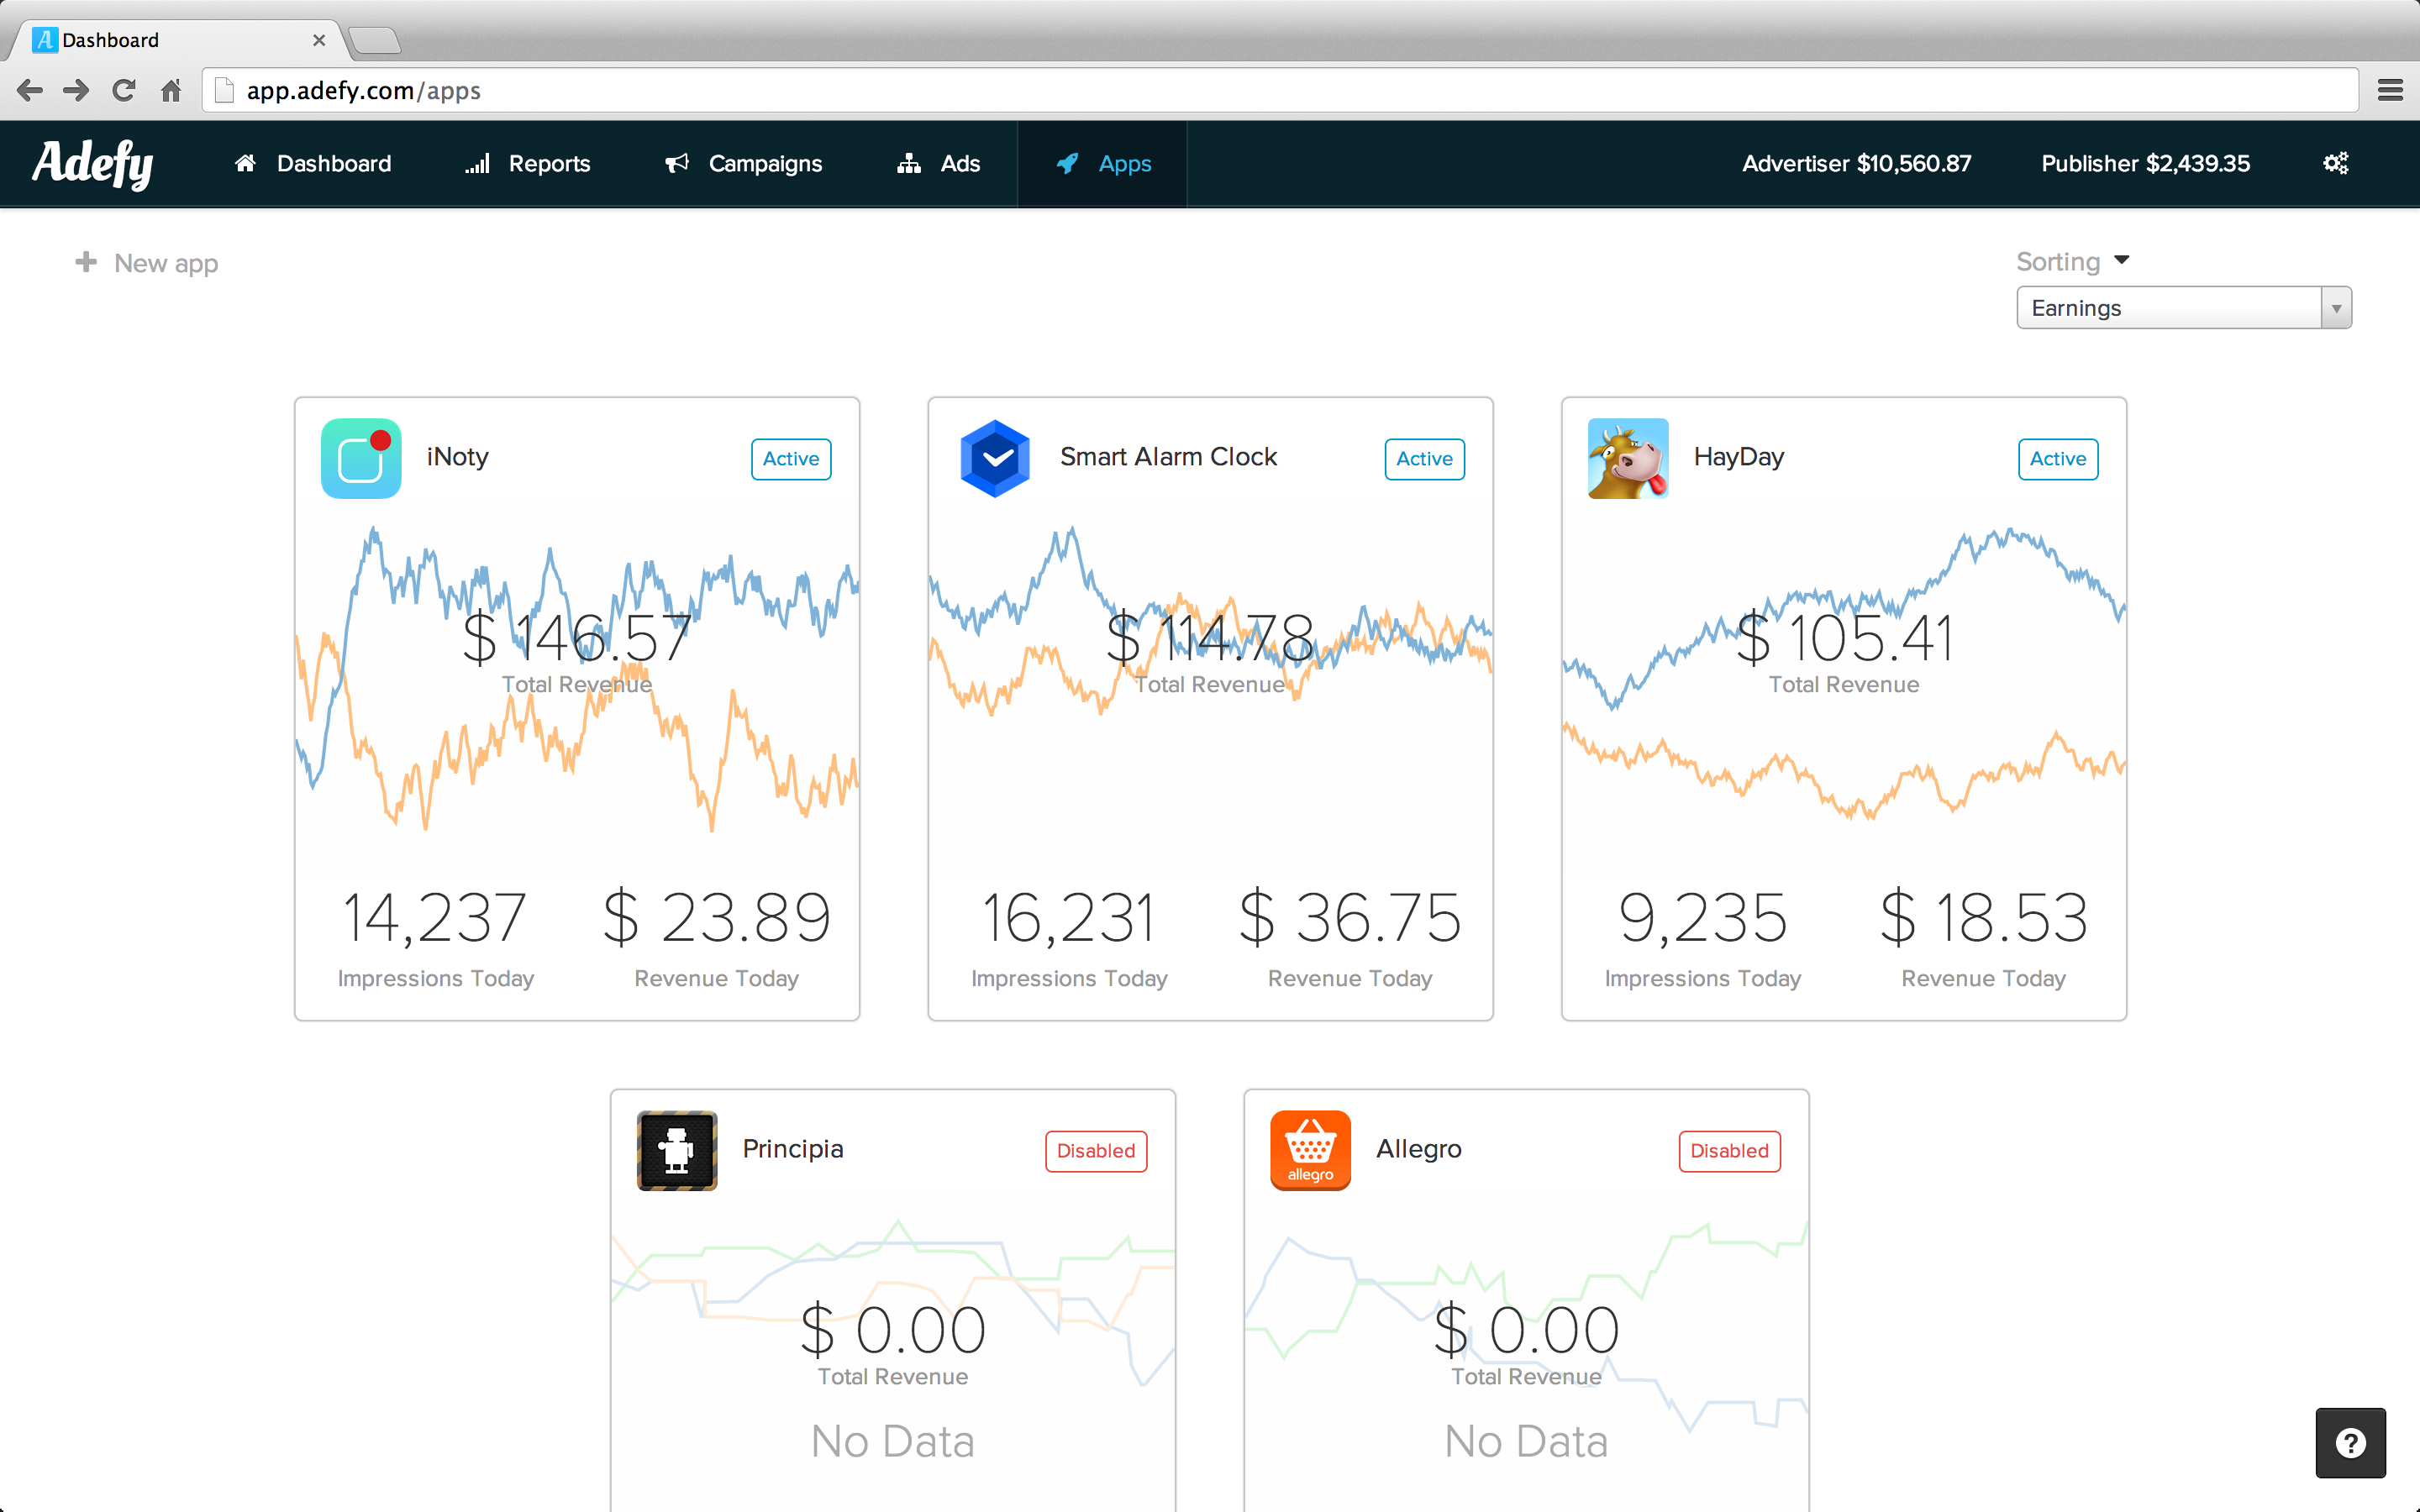 Dashboard
app.adefy.com/apps
Adefy Dashboard Reports Campaigns Ads Apps Advertiser $10,560.87 Publisher $2,439.35
New app
Sorting
Earnings
iNoty Active
$ 146.57
Total Revenue
14,237 $ 23.89
Impressions Today Revenue Today
Smart Alarm Clock Active
$ 114.78
Total Revenue
16,231 $ 36.75
Impressions Today Revenue Today
HayDay Active
$ 105.41
Total Revenue
9,235 $ 18.53
Impressions Today Revenue Today
Principia Disabled
$ 0.00
Total Revenue
No Data
allegro
Allegro Disabled
$ 0.00
Total Revenue
No Data
?